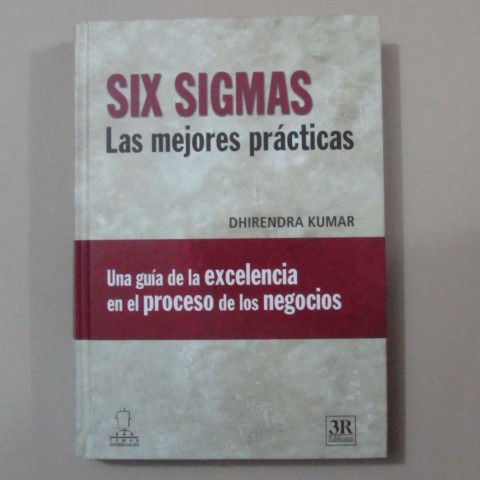 SIX SIGMAS
Las mejores prácticas
DHIRENDRA KUMAR
Una guía de la excelencia
en el proceso de los negocios
3R
Editores